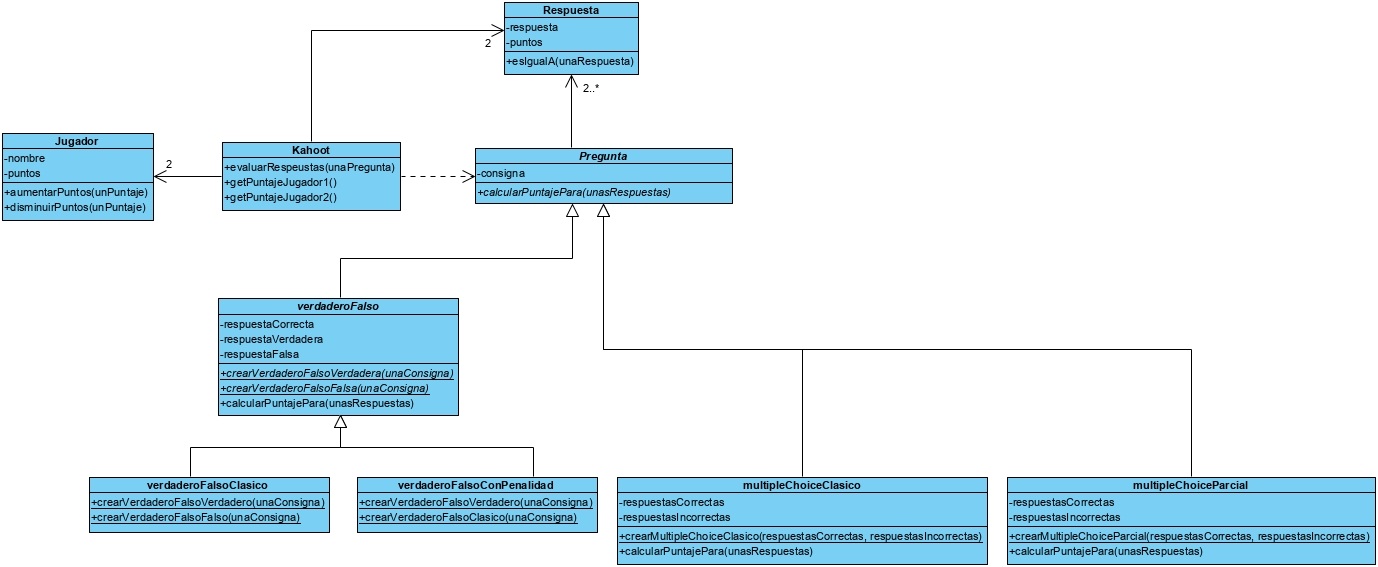 Respuesta
-respuesta
-puntos
+esIgualA(unaRespuesta)
2
2..*
Jugador
-nombre
-puntos
+aumentarPuntos(unPuntaje)
+disminuirPuntos(unPuntaje)
2
Kahoot
+evaluarRespeustas(unaPregunta)
+getPuntajeJugador1()
+getPuntajeJugador2()
Pregunta
-consigna
+calcularPuntajePara(unasRespuestas)
verdaderoFalso
-respuestaCorrecta
-respuestaVerdadera
-respuestaFalsa
+crearVerdaderoFalsoVerdadera(unaConsigna)
+crearVerdaderoFalsoFalsa(unaConsigna)
+calcularPuntajePara(unasRespuestas)
verdaderoFalsoClasico
+crearVerdaderoFalsoVerdadero(unaConsigna)
+crearVerdaderoFalsoFalso(unaConsigna)
verdaderoFalsoConPenalidad
+crearVerdaderoFalsoVerdadero(unaConsigna)
+crearVerdaderoFalsoClasico(unaConsigna)
multipleChoiceClasico
-respuestasCorrectas
-respuestasIncorrectas
+crearMultipleChoiceClasico(respuestasCorrectas, respuestasIncorrectas)
+calcularPuntajePara(unasRespuestas)
multipleChoiceParcial
-respuestasCorrectas
-respuestasIncorrectas
+crearMultipleChoiceParcial(respuestasCorrectas, respuestasIncorrectas)
+calcularPuntajePara(unasRespuestas)